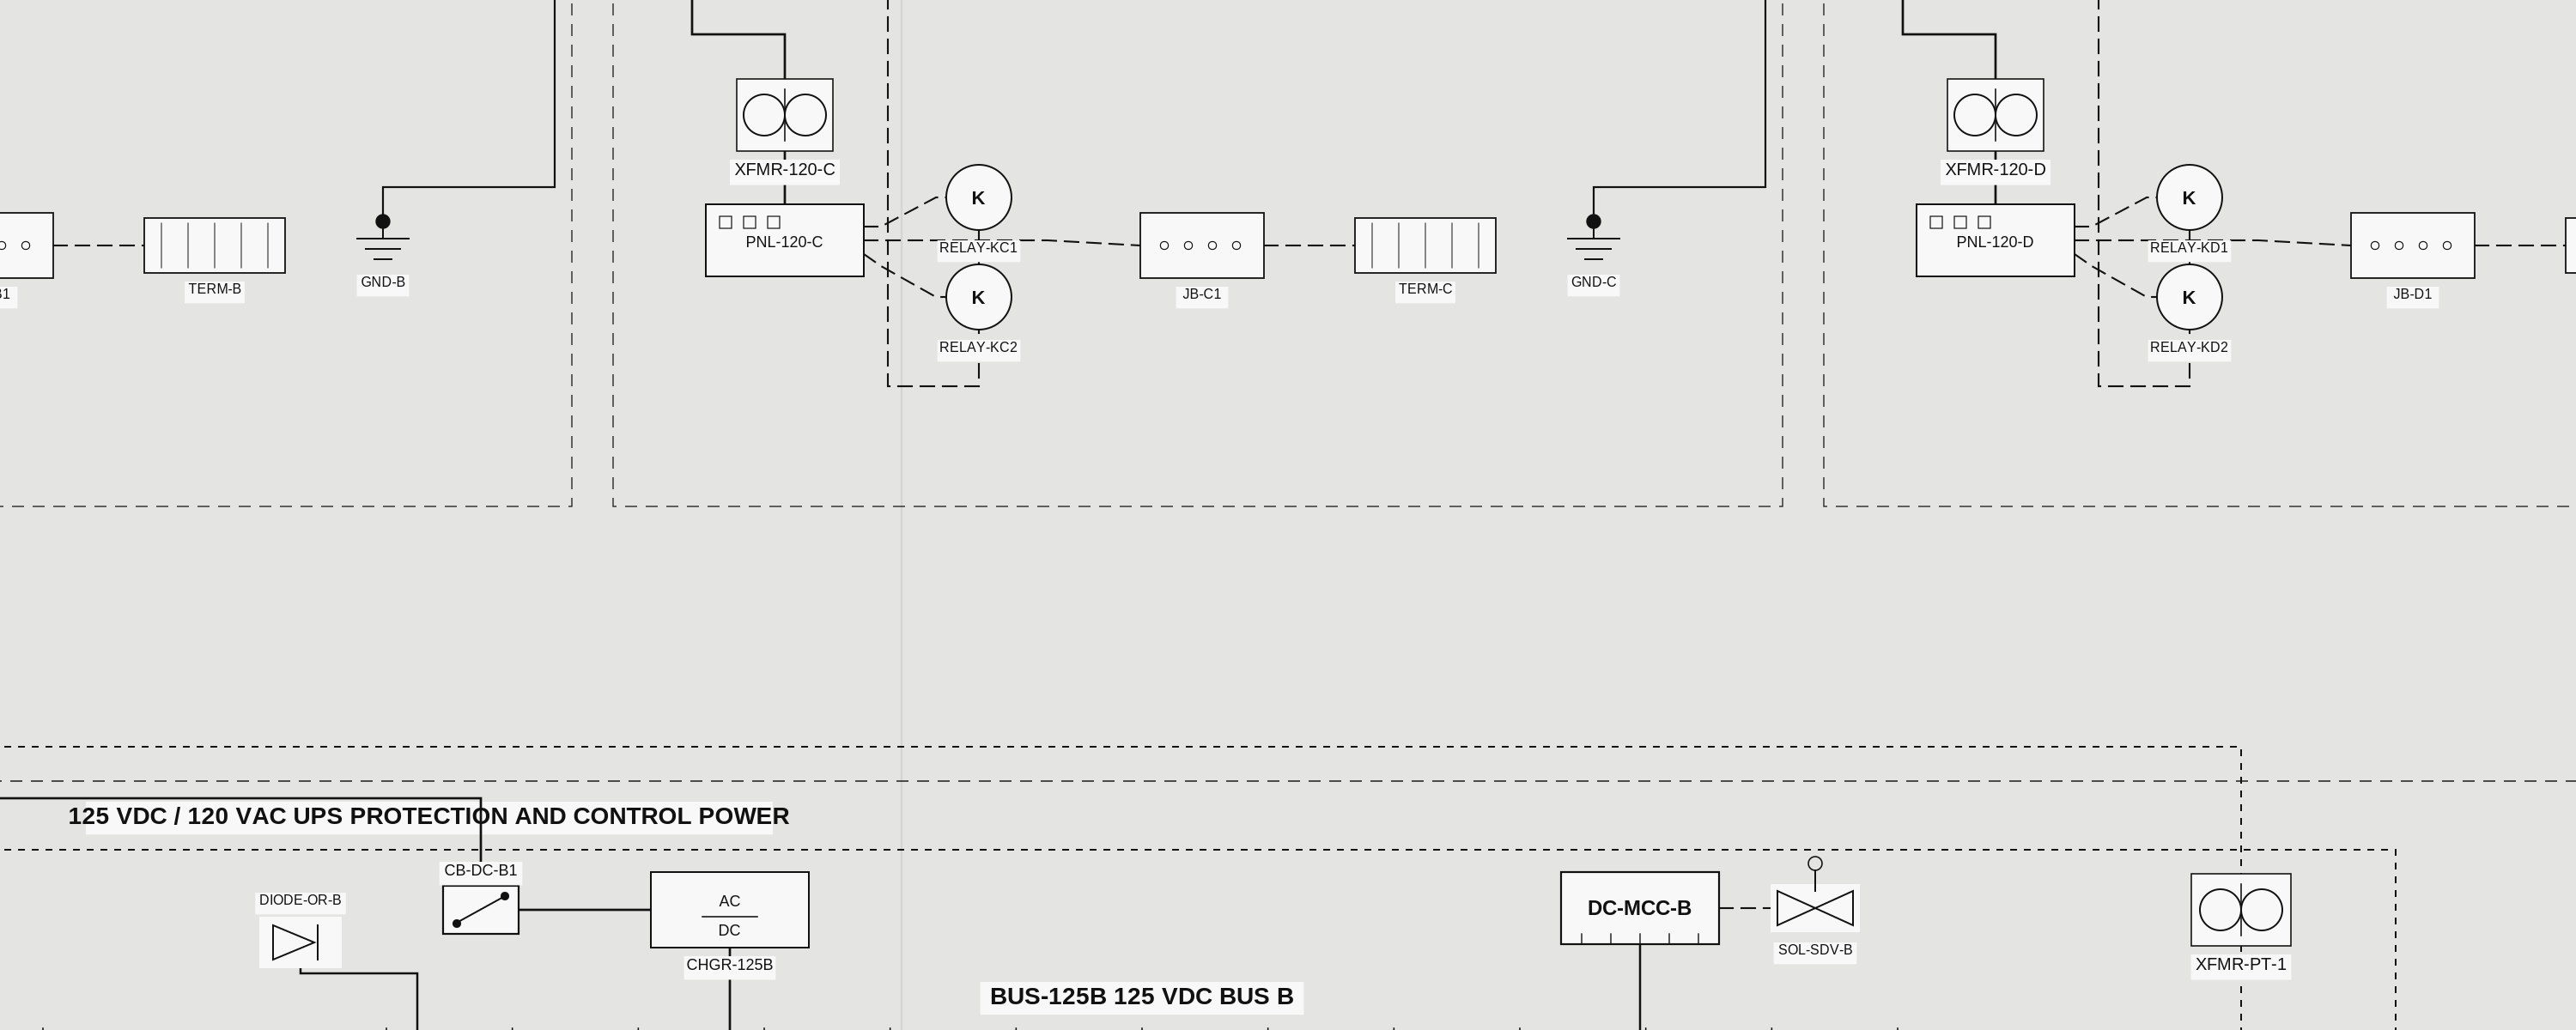 XFMR-120-C
XFMR-120-D
K
K
PNL-120-C
PNL-120-D
RELAY-KC1
RELAY-KD1
TERM-B
GND-B
K
JB-C1
TERM-C
GND-C
K
JB-D1
RELAY-KC2
RELAY-KD2
125 VDC / 120 VAC UPS PROTECTION AND CONTROL POWER
CB-DC-B1
DIODE-OR-B
AC
DC
DC-MCC-B
SOL-SDV-B
CHGR-125B
XFMR-PT-1
BUS-125B 125 VDC BUS B